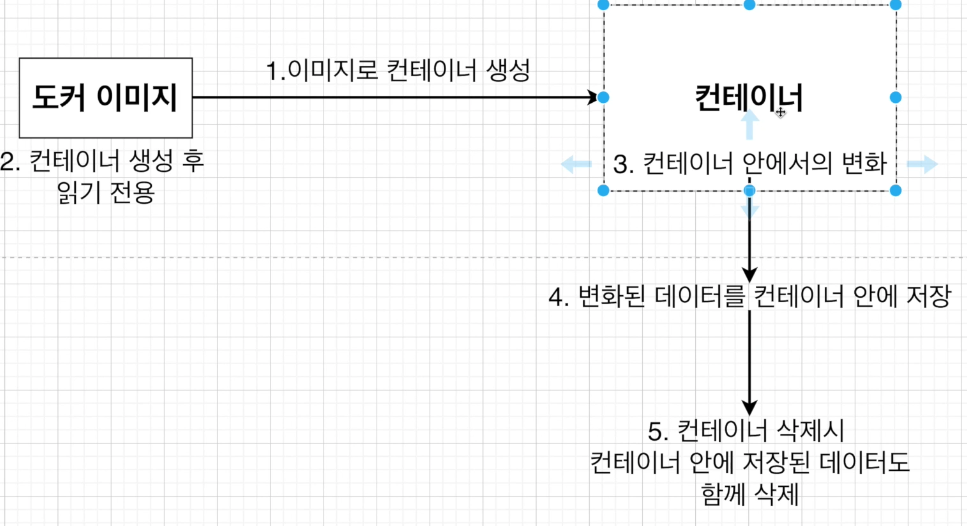 1.이미지로 컨테이너 생성
도커 이미지
컨테이너
2. 컨테이너 생성 후
읽기 전용
3. 컨테이너 안에서의 변화
4. 변화된 데이터를 컨테이너 안에 저장
5. 컨테이너 삭제시
컨테이너 안에 저장된 데이터도
함께 삭제